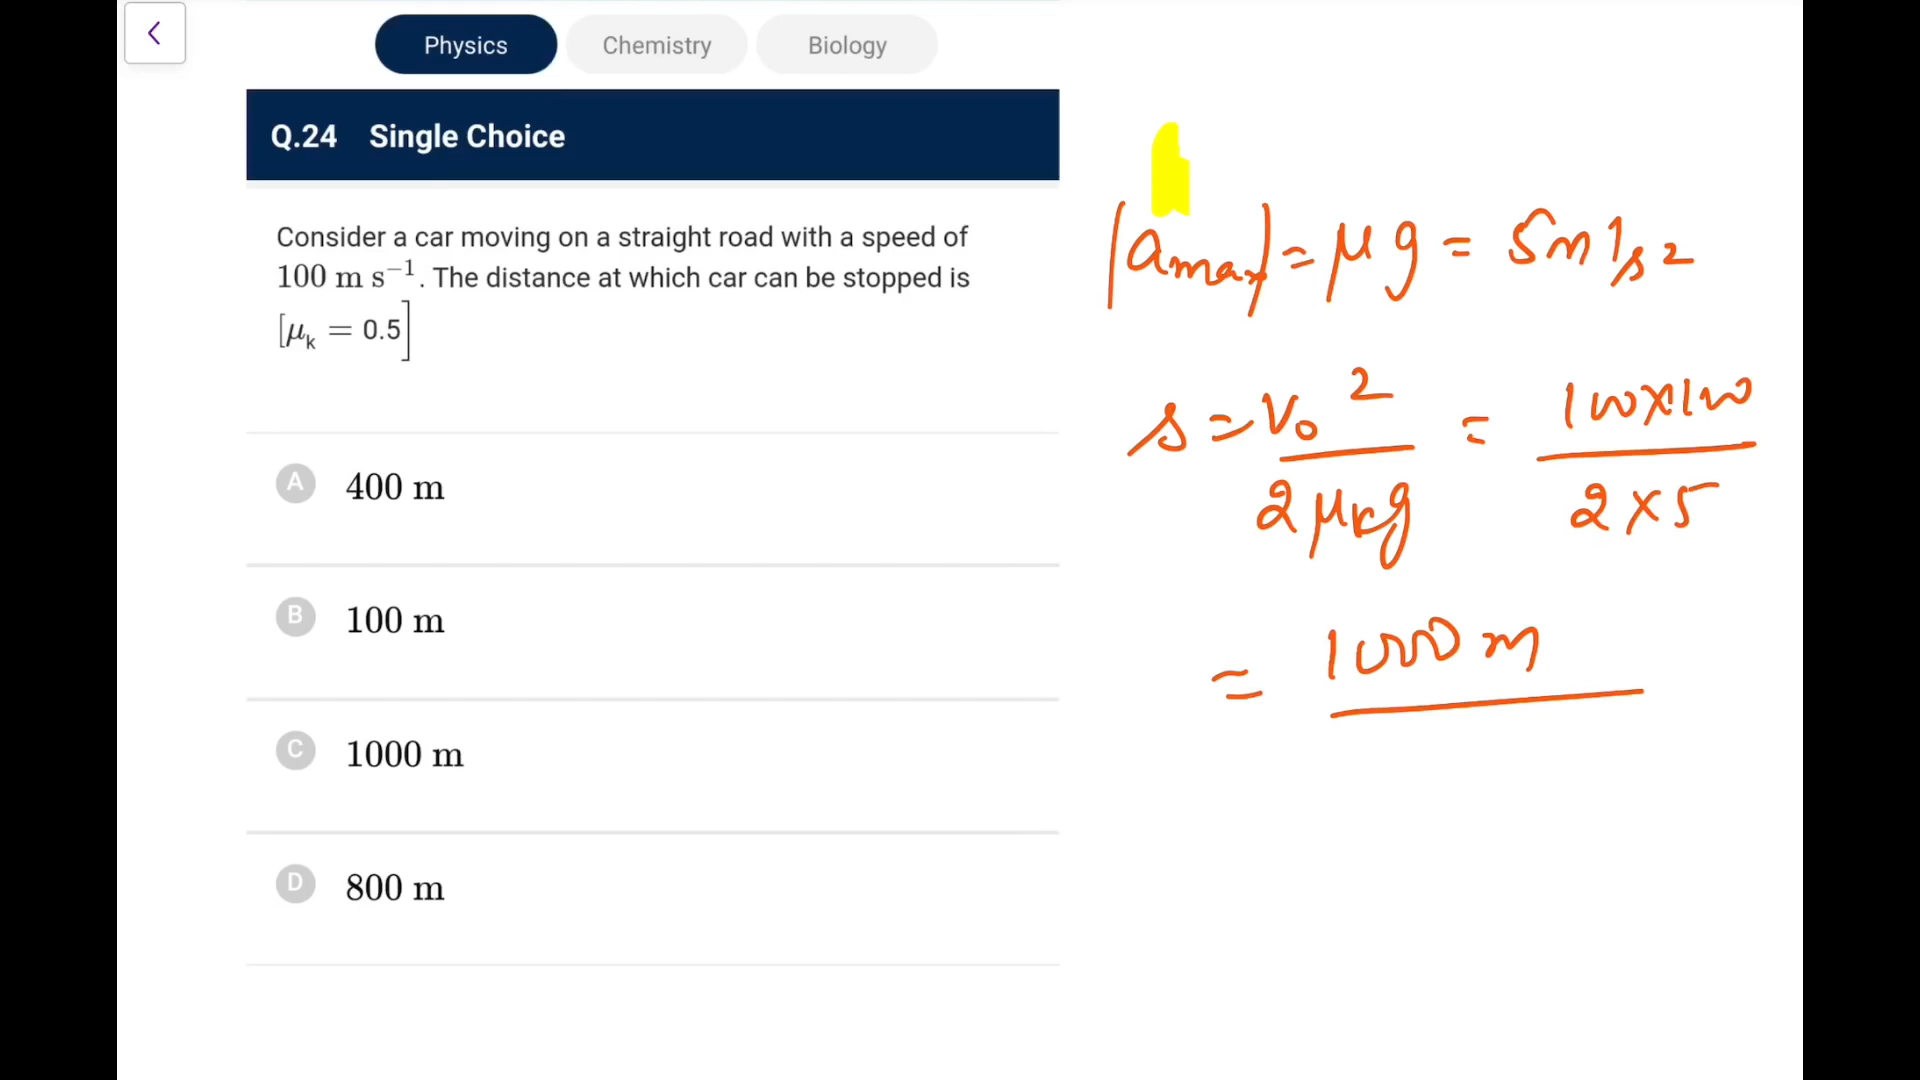 Physics Chemistry Biology
Q.24 Single Choice
Consider a car moving on a straight road with a speed of
100 m s⁻¹. The distance at which car can be stopped is
[μₖ = 0.5]
A 400 m
B 100 m
C 1000 m
D 800 m
|a_max| = μg = 5 m/s²
s = v₀² / 2μₖg = 100×100 / 2×5
= 1000 m